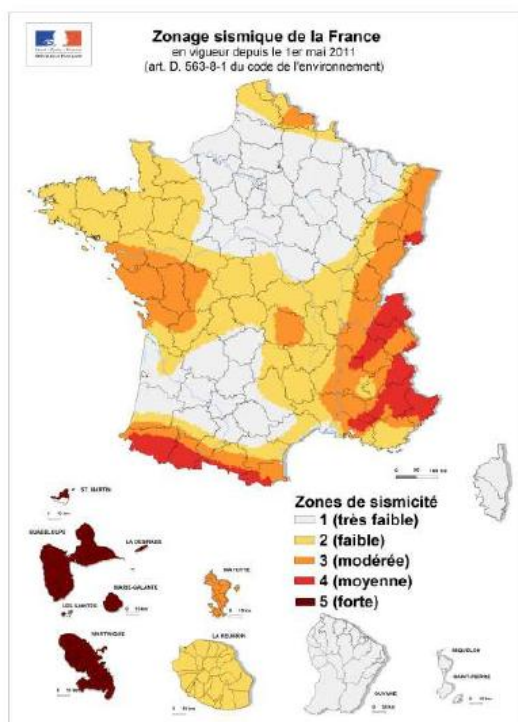 Zonage sismique de la France
en vigueur depuis le 1er mai 2011
(art. D. 563-8-1 du code de l'environnement)
ST. MARTIN
GUADELOUPE
LA DESIRADE
MARIE-GALANTE
LES SAINTES
MARTINIQUE
MAYOTTE
LA REUNION
Zones de sismicité
1 (très faible)
2 (faible)
3 (modérée)
4 (moyenne)
5 (forte)
GUYANE
MIQUELON
SAINT-PIERRE